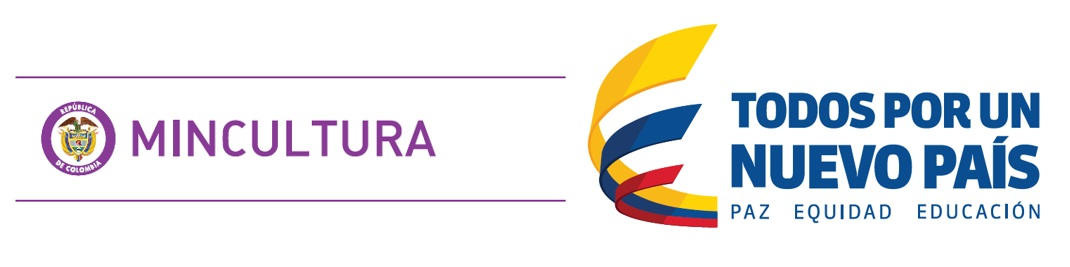 REPÚBLICA
DE COLOMBIA
MINCULTURA
TODOS POR UN
NUEVO PAÍS
PAZ EQUIDAD EDUCACIÓN